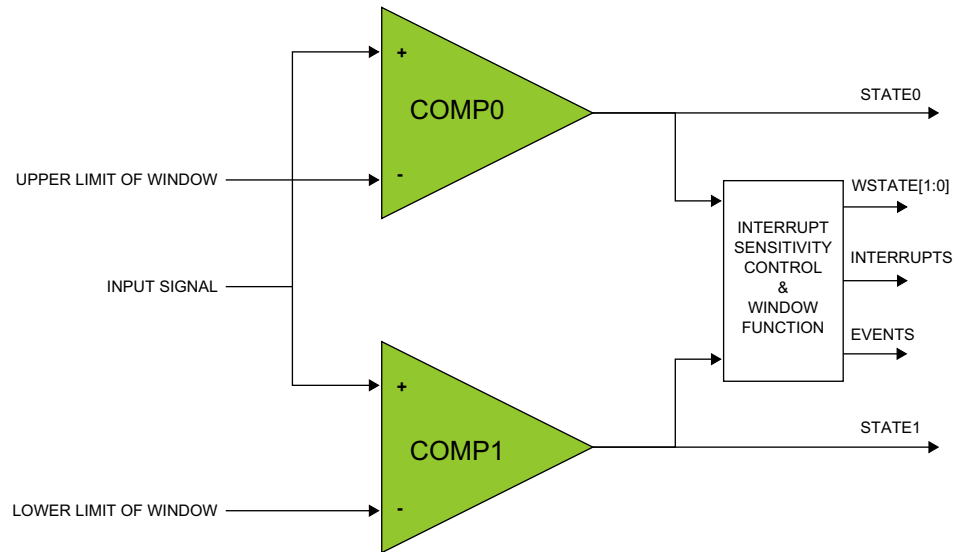 +
COMP0
-
STATE0
UPPER LIMIT OF WINDOW
WSTATE[1:0]
INTERRUPT
SENSITIVITY
CONTROL
&
WINDOW
FUNCTION
INTERRUPTS
EVENTS
INPUT SIGNAL
+
COMP1
-
STATE1
LOWER LIMIT OF WINDOW